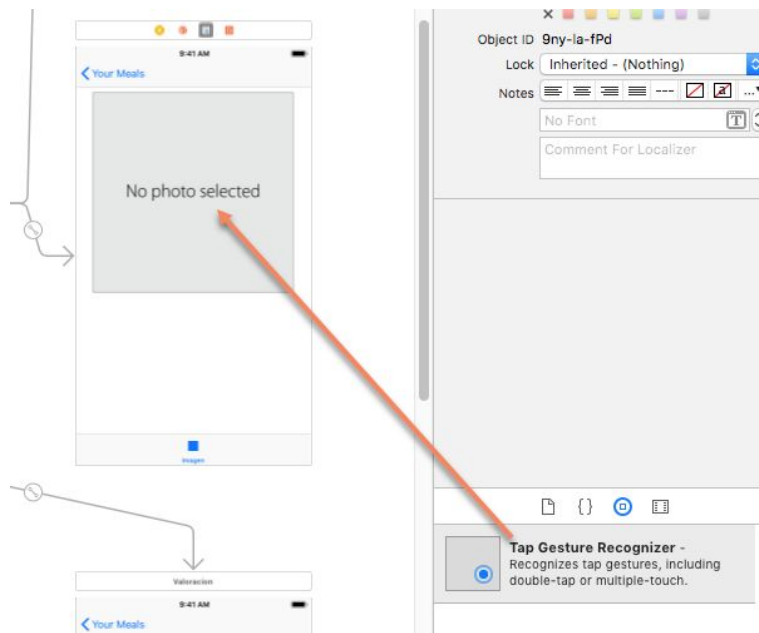 9:41 AM
Your Meals
No photo selected
Imagen
Valoracion
9:41 AM
Your Meals
Object ID 9ny-la-fPd
Lock Inherited - (Nothing)
Notes
No Font
Comment For Localizer
Tap Gesture Recognizer -
Recognizes tap gestures, including
double-tap or multiple-touch.